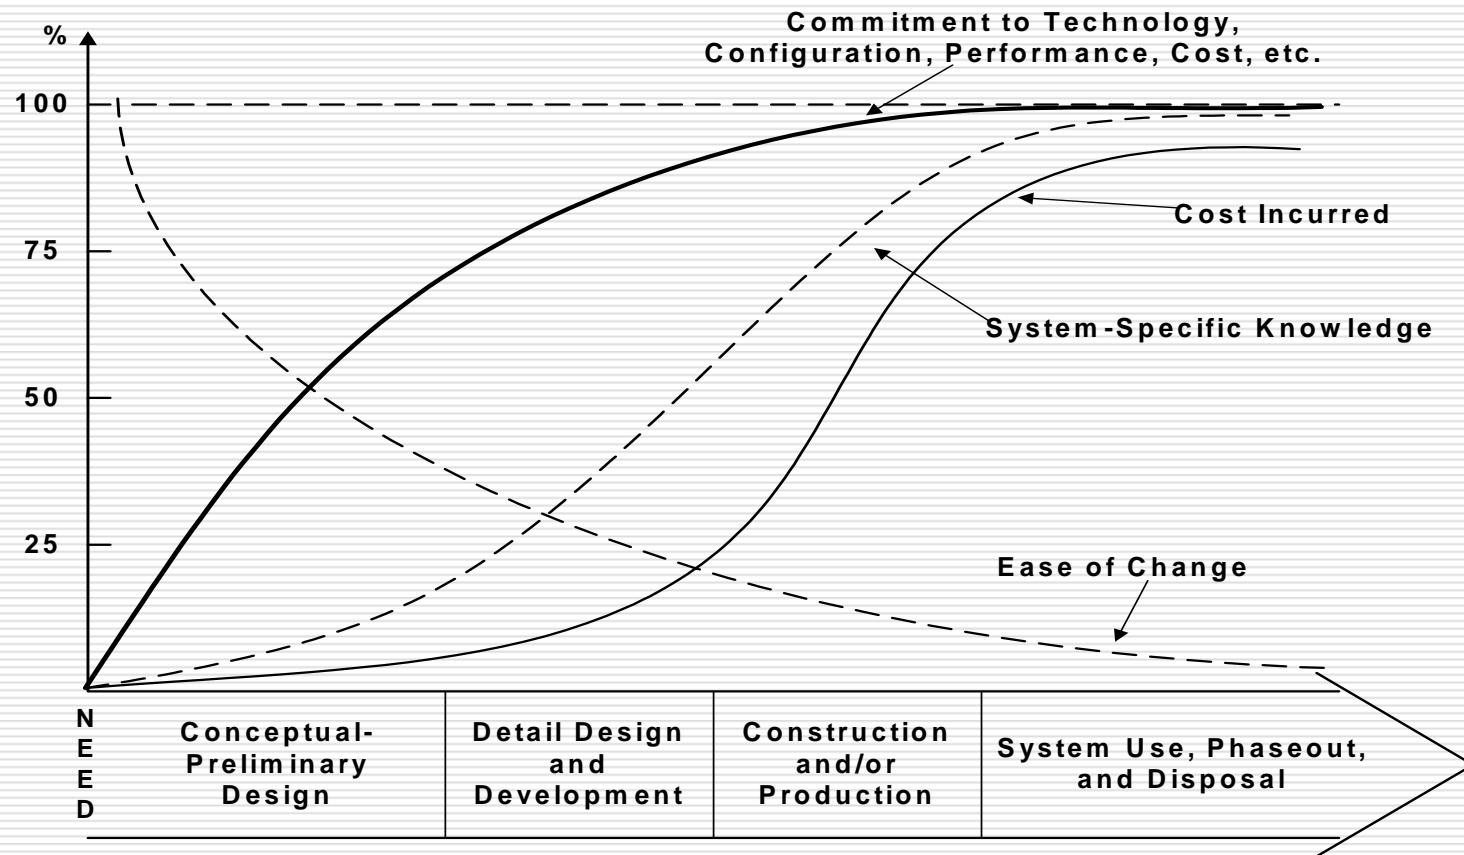 Commitment to Technology,
Configuration, Performance, Cost, etc.
%
100
75
50
25
Cost Incurred
System-Specific Knowledge
Ease of Change
NEED
Conceptual-
Preliminary
Design
Detail Design
and
Development
Construction
and/or
Production
System Use, Phaseout,
and Disposal